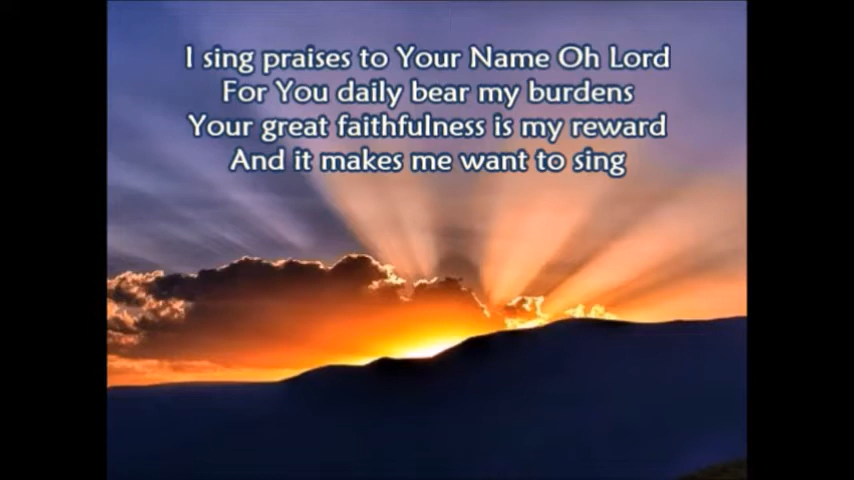 I sing praises to Your Name Oh Lord
For You daily bear my burdens
Your great faithfulness is my reward
And it makes me want to sing